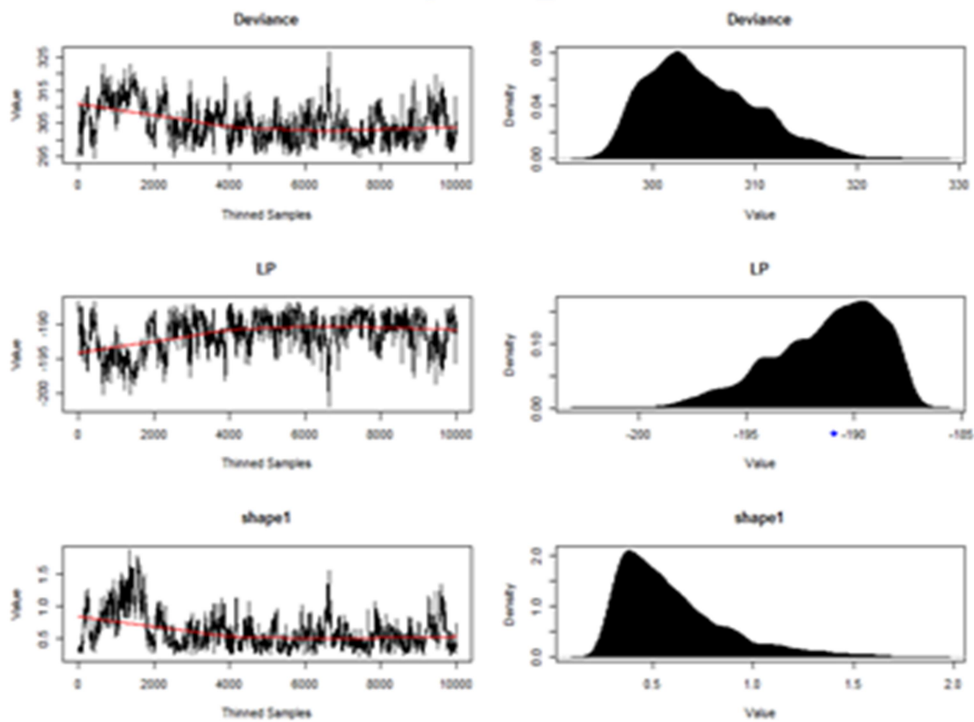 Deviance
Deviance
Value
295 305 315 325
0 2000 4000 6000 8000 10000
Thinned Samples
Density
0.00 0.04 0.08
300 310 320 330
Value
LP
LP
Value
-200 -195 -190
0 2000 4000 6000 8000 10000
Thinned Samples
Density
0.00 0.10
-200 -195 -190 -185
Value
shape1
shape1
Value
0.5 1.0 1.5
0 2000 4000 6000 8000 10000
Thinned Samples
Density
0.0 1.0 2.0
0.5 1.0 1.5 2.0
Value